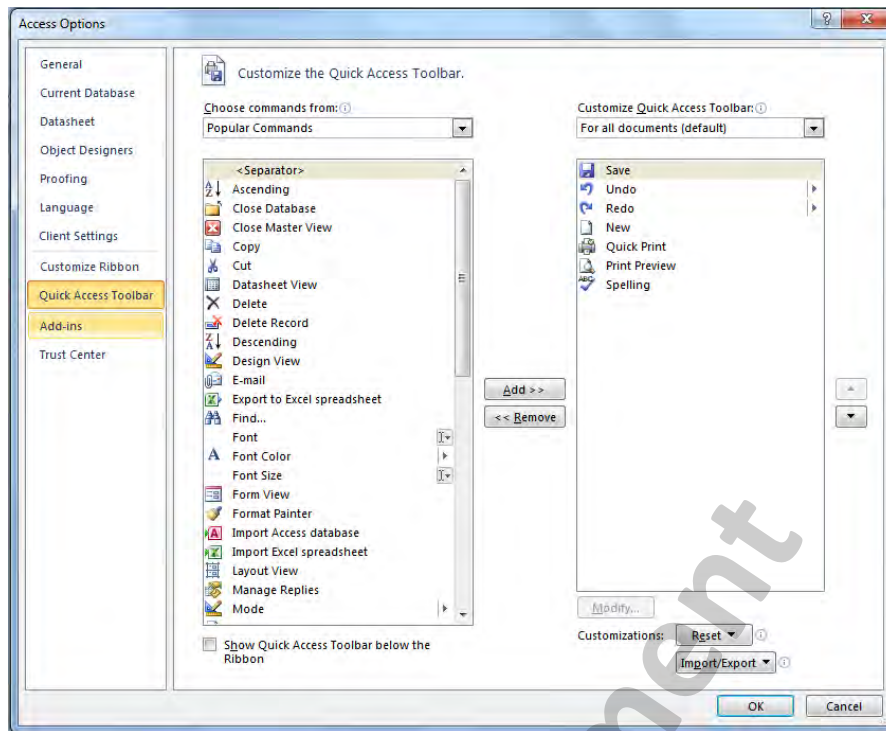 Access Options
General
Current Database
Datasheet
Object Designers
Proofing
Language
Client Settings
Customize Ribbon
Quick Access Toolbar
Add-ins
Trust Center
Customize the Quick Access Toolbar.
Choose commands from:
Popular Commands
<Separator>
Ascending
Close Database
Close Master View
Copy
Cut
Datasheet View
Delete
Delete Record
Descending
Design View
E-mail
Export to Excel spreadsheet
Find...
Font
Font Color
Font Size
Form View
Format Painter
Import Access database
Import Excel spreadsheet
Layout View
Manage Replies
Mode
Show Quick Access Toolbar below the
Ribbon
Add >>
<< Remove
Customize Quick Access Toolbar:
For all documents (default)
Save
Undo
Redo
New
Quick Print
Print Preview
Spelling
Modify...
Customizations:
Reset
Import/Export
OK
Cancel
ment